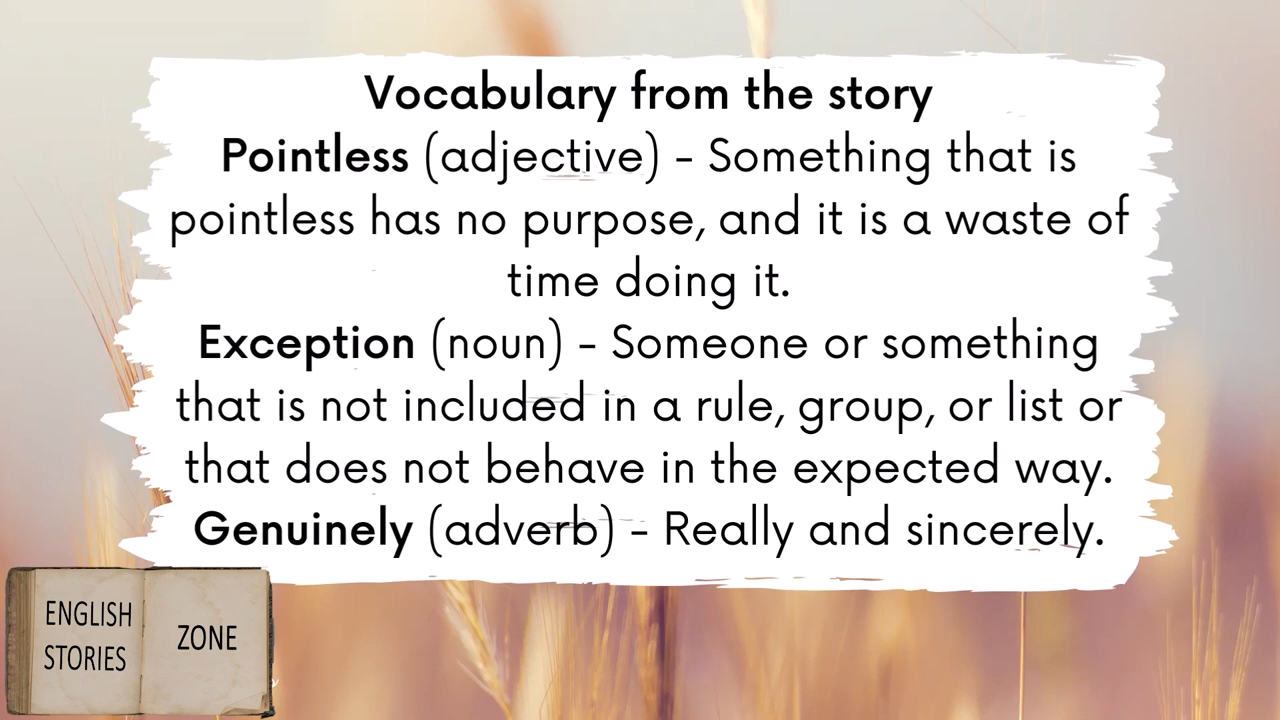 Vocabulary from the story
Pointless (adjective) – Something that is
pointless has no purpose, and it is a waste of
time doing it.
Exception (noun) – Someone or something
that is not included in a rule, group, or list or
that does not behave in the expected way.
Genuinely (adverb) – Really and sincerely.
ENGLISH
STORIES
ZONE